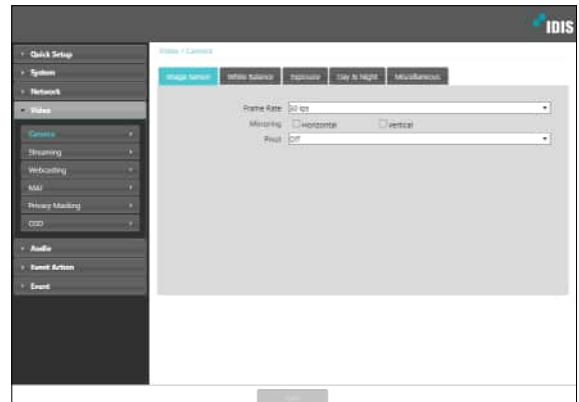 IDIS
Quick Setup
System
Network
Video
Camera
Streaming
Webcasting
MAT
Privacy Masking
OSD
Audio
Event Action
Event
Video / Camera
Image Sensor
White Balance
Exposure
Day & Night
Miscellaneous
Frame Rate 30 ips
Mirroring Horizontal Vertical
Pivot Off